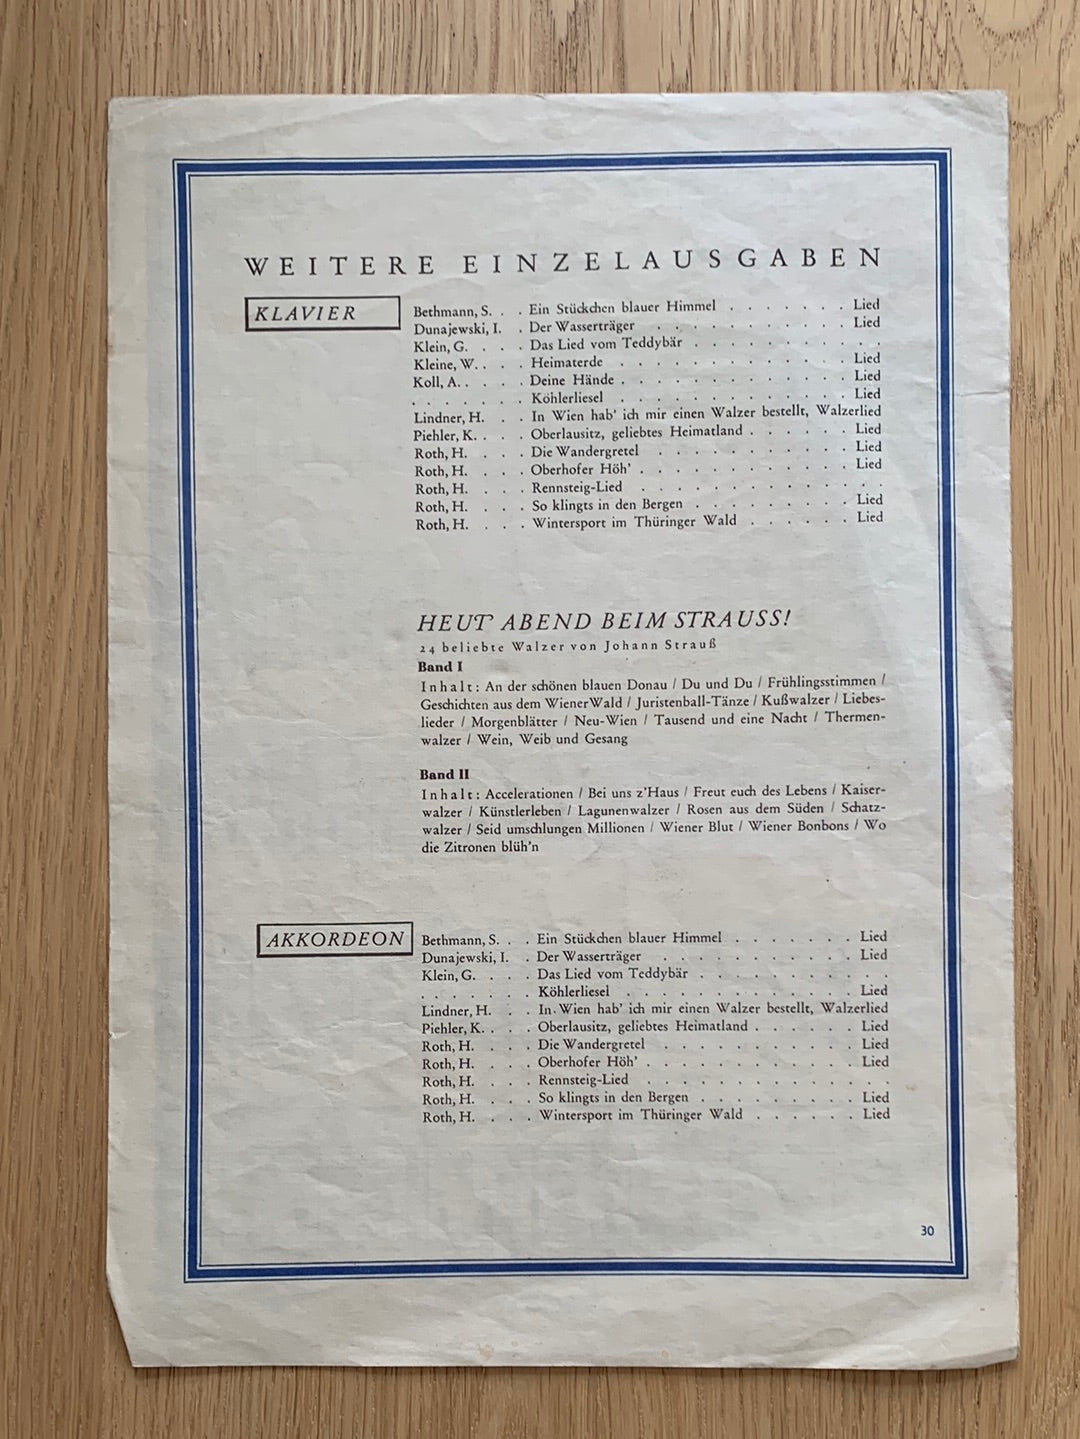 WEITERE EINZELAUSGABEN
KLAVIER
Bethmann, S. . . Ein Stückchen blauer Himmel . . . . . . . Lied
Dunajewski, I. . Der Wasserträger . . . . . . . . . . . Lied
Klein, G. . . . Das Lied vom Teddybär . . . . . . . . . .
Kleine, W. . . . Heimaterde . . . . . . . . . . . . Lied
Koll, A. . . . . Deine Hände . . . . . . . . . . . . . Lied
. . . . . . . Köhlerliesel . . . . . . . . . . . . . Lied
Lindner, H. . . In Wien hab' ich mir einen Walzer bestellt, Walzerlied
Piehler, K. . . . Oberlausitz, geliebtes Heimatland . . . . . . Lied
Roth, H. . . . Die Wandergretel . . . . . . . . . . . Lied
Roth, H. . . . Oberhofer Höh' . . . . . . . . . . . . Lied
Roth, H. . . . Rennsteig-Lied . . . . . . . . . . . . .
Roth, H. . . . So klingts in den Bergen . . . . . . . . . Lied
Roth, H. . . . Wintersport im Thüringer Wald . . . . . . Lied
HEUT' ABEND BEIM STRAUSS!
24 beliebte Walzer von Johann Strauß
Band I
Inhalt: An der schönen blauen Donau / Du und Du / Frühlingsstimmen /
Geschichten aus dem WienerWald / Juristenball-Tänze / Kußwalzer / Liebes-
lieder / Morgenblätter / Neu-Wien / Tausend und eine Nacht / Thermen-
walzer / Wein, Weib und Gesang
Band II
Inhalt: Accelerationen / Bei uns z'Haus / Freut euch des Lebens / Kaiser-
walzer / Künstlerleben / Lagunenwalzer / Rosen aus dem Süden / Schatz-
walzer / Seid umschlungen Millionen / Wiener Blut / Wiener Bonbons / Wo
die Zitronen blüh'n
AKKORDEON
Bethmann, S. . . Ein Stückchen blauer Himmel . . . . . . . Lied
Dunajewski, I. . Der Wasserträger . . . . . . . . . . . Lied
Klein, G. . . . Das Lied vom Teddybär . . . . . . . . . .
. . . . . . . Köhlerliesel . . . . . . . . . . . . . Lied
Lindner, H. . . In Wien hab' ich mir einen Walzer bestellt, Walzerlied
Piehler, K. . . . Oberlausitz, geliebtes Heimatland . . . . . . Lied
Roth, H. . . . Die Wandergretel . . . . . . . . . . . Lied
Roth, H. . . . Oberhofer Höh' . . . . . . . . . . . . Lied
Roth, H. . . . Rennsteig-Lied . . . . . . . . . . . . .
Roth, H. . . . So klingts in den Bergen . . . . . . . . . Lied
Roth, H. . . . Wintersport im Thüringer Wald . . . . . . Lied
30